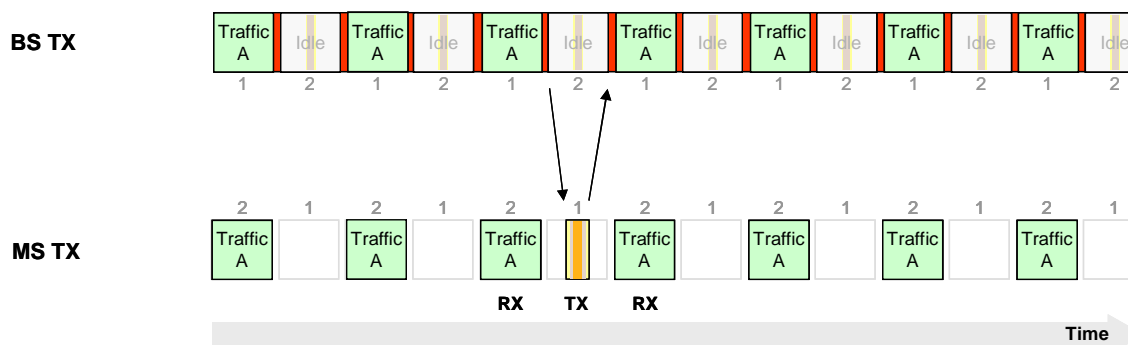 BS TX
Traffic A Idle Traffic A Idle Traffic A Idle Traffic A Idle Traffic A Idle Traffic A Idle Traffic A Idle
1 2 1 2 1 2 1 2 1 2 1 2 1 2
2 1 2 1 2 1 2 1 2 1 2 1 2 1
MS TX
Traffic A Traffic A Traffic A Traffic A Traffic A Traffic A Traffic A
RX TX RX
Time